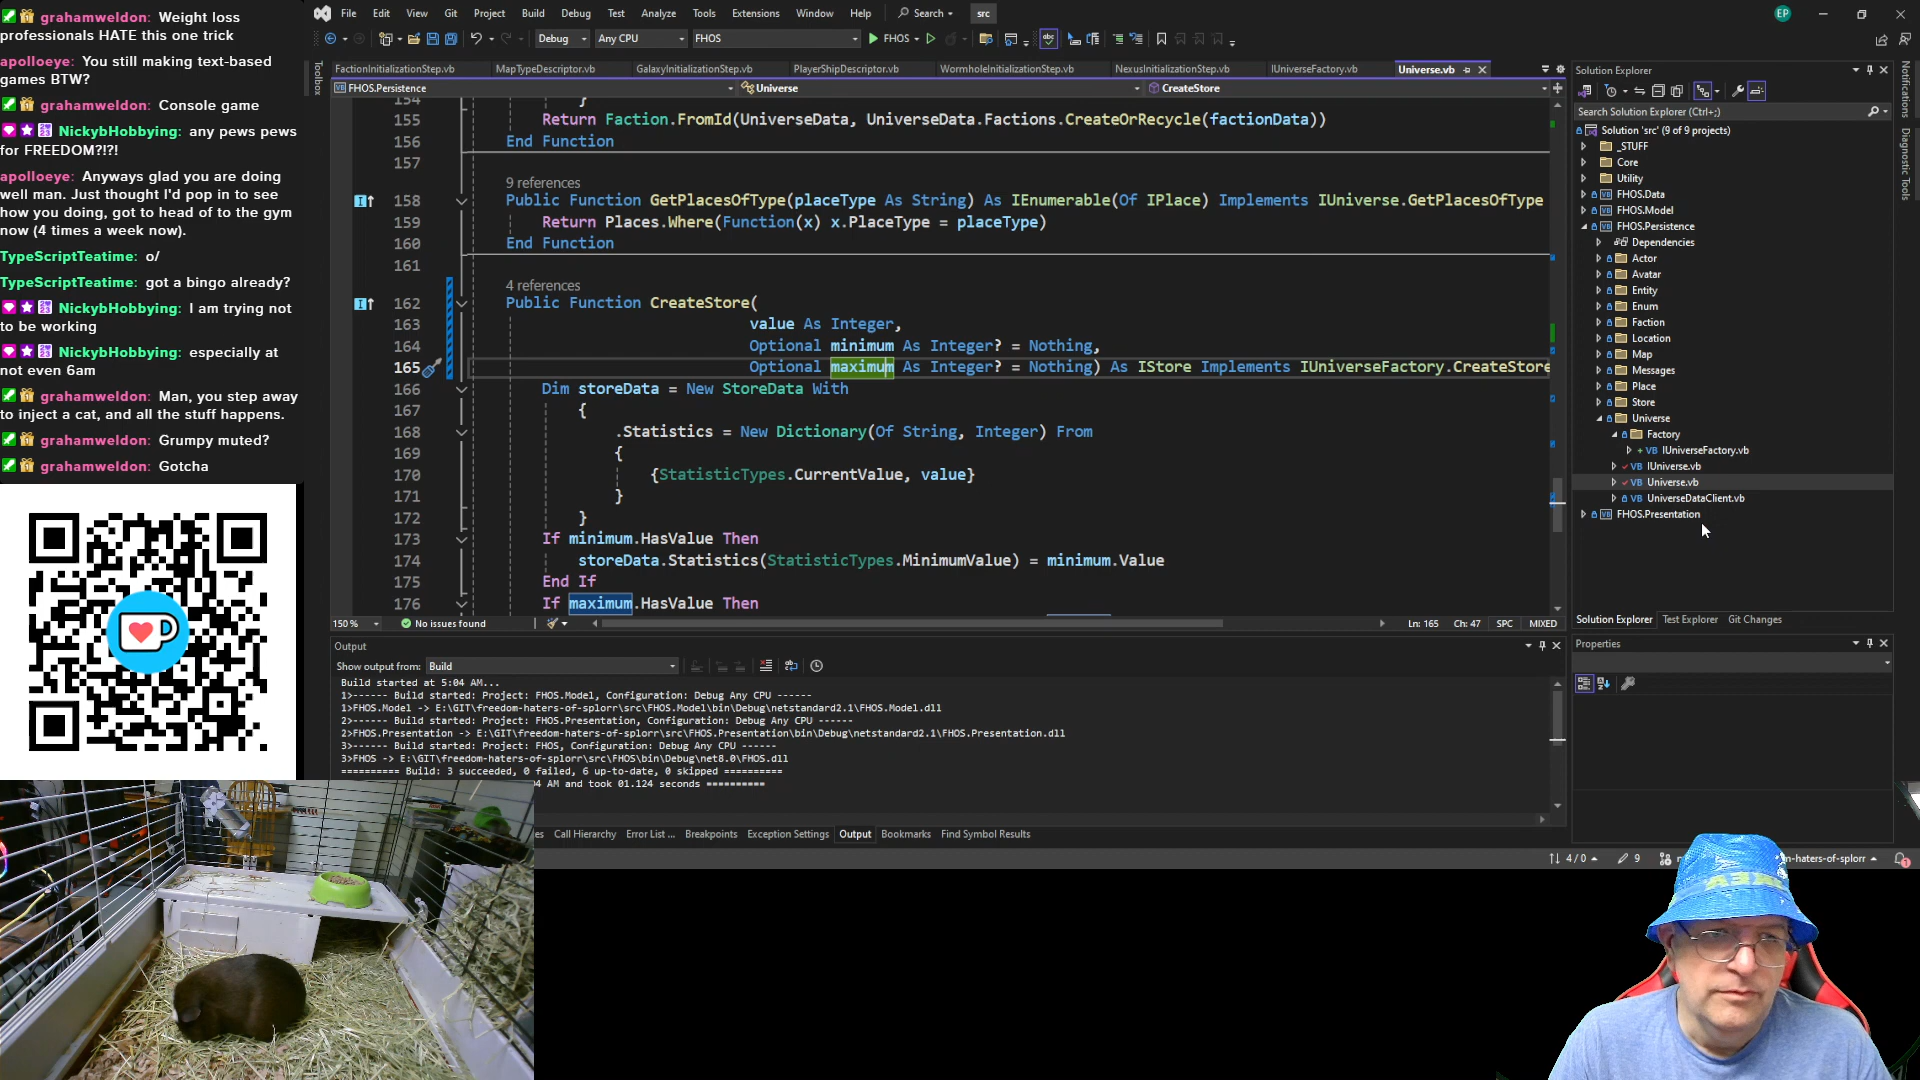 grahamweldon: Weight loss
professionals HATE this one trick
apolloeye: You still making text-based
games BTW?
grahamweldon: Console game
NickybHobbying: any pews pews
for FREEDOM?!?!
apolloeye: Anyways glad you are doing
well man. Just thought I'd pop in to see
how you doing, got to head of to the gym
now (4 times a week now).
TypeScriptTeatime: o/
TypeScriptTeatime: got a bingo already?
NickybHobbying: I am trying not
to be working
NickybHobbying: especially at
not even 6am
grahamweldon: Man, you step away
to inject a cat, and all the stuff happens.
grahamweldon: Grumpy muted?
grahamweldon: Gotcha
File Edit View Git Project Build Debug Test Analyze Tools Extensions Window Help Search src EP
Debug Any CPU FHOS FHOS
Toolbox
FactionInitializationStep.vb MapTypeDescriptor.vb GalaxyInitializationStep.vb PlayerShipDescriptor.vb WormholeInitializationStep.vb NexusInitializationStep.vb IUniverseFactory.vb Universe.vb
FHOS.Persistence Universe CreateStore
154 }
155 Return Faction.FromId(UniverseData, UniverseData.Factions.CreateOrRecycle(factionData))
156 End Function
157
9 references
158 Public Function GetPlacesOfType(placeType As String) As IEnumerable(Of IPlace) Implements IUniverse.GetPlacesOfType
159 Return Places.Where(Function(x) x.PlaceType = placeType)
160 End Function
161
4 references
162 Public Function CreateStore(
163 value As Integer,
164 Optional minimum As Integer? = Nothing,
165 Optional maximum As Integer? = Nothing) As IStore Implements IUniverseFactory.CreateStore
166 Dim storeData = New StoreData With
167 {
168 .Statistics = New Dictionary(Of String, Integer) From
169 {
170 {StatisticTypes.CurrentValue, value}
171 }
172 }
173 If minimum.HasValue Then
174 storeData.Statistics(StatisticTypes.MinimumValue) = minimum.Value
175 End If
176 If maximum.HasValue Then
150 % No issues found Ln: 165 Ch: 47 SPC MIXED
Output
Show output from: Build
Build started at 5:04 AM...
1>------ Build started: Project: FHOS.Model, Configuration: Debug Any CPU ------
1>FHOS.Model -> E:\GIT\freedom-haters-of-splorr\src\FHOS.Model\bin\Debug\netstandard2.1\FHOS.Model.dll
2>------ Build started: Project: FHOS.Presentation, Configuration: Debug Any CPU ------
2>FHOS.Presentation -> E:\GIT\freedom-haters-of-splorr\src\FHOS.Presentation\bin\Debug\netstandard2.1\FHOS.Presentation.dll
3>------ Build started: Project: FHOS, Configuration: Debug Any CPU ------
3>FHOS -> E:\GIT\freedom-haters-of-splorr\src\FHOS\bin\Debug\net8.0\FHOS.dll
========== Build: 3 succeeded, 0 failed, 6 up-to-date, 0 skipped ==========
AM and took 01.124 seconds ==========
Call Hierarchy Error List ... Breakpoints Exception Settings Output Bookmarks Find Symbol Results
4 / 0 9 n-haters-of-splorr
Solution Explorer
Search Solution Explorer (Ctrl+;)
Solution 'src' (9 of 9 projects)
_STUFF
Core
Utility
FHOS.Data
FHOS.Model
FHOS.Persistence
Dependencies
Actor
Avatar
Entity
Enum
Faction
Location
Map
Messages
Place
Store
Universe
Factory
IUniverseFactory.vb
IUniverse.vb
Universe.vb
UniverseDataClient.vb
FHOS.Presentation
Solution Explorer Test Explorer Git Changes
Properties
Notifications
Diagnostic Tools